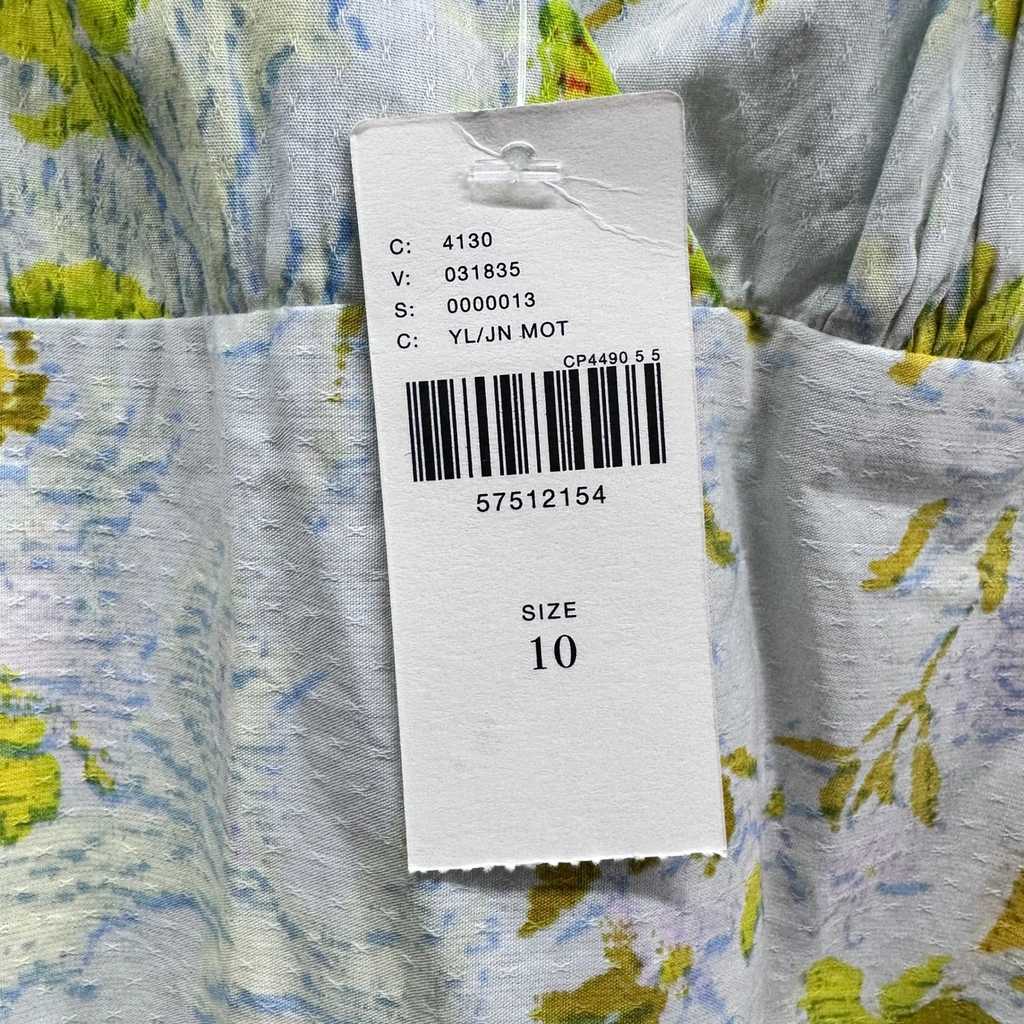 C: 4130
V: 031835
S: 0000013
C: YL/JN MOT
CP4490 5 5
57512154
SIZE
10